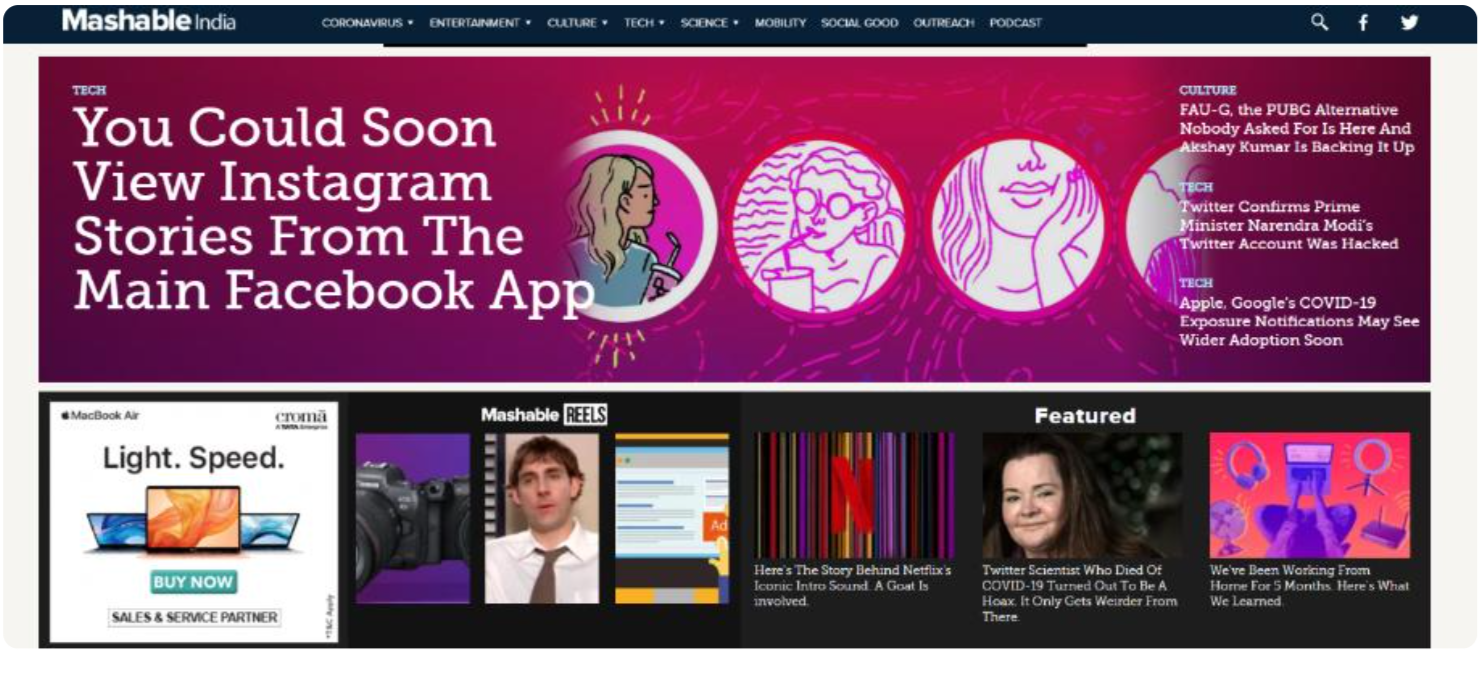 Mashable India
CORONAVIRUS ENTERTAINMENT CULTURE TECH SCIENCE MOBILITY SOCIAL GOOD OUTREACH PODCAST
TECH
You Could Soon
View Instagram
Stories From The
Main Facebook App
CULTURE
FAU-G, the PUBG Alternative
Nobody Asked For Is Here And
Akshay Kumar Is Backing It Up
TECH
Twitter Confirms Prime
Minister Narendra Modi's
Twitter Account Was Hacked
TECH
Apple, Google's COVID-19
Exposure Notifications May See
Wider Adoption Soon
MacBook Air
cromā
A TATA Enterprise
Light. Speed.
BUY NOW
SALES & SERVICE PARTNER
*T&C Apply
Mashable REELS
Ad
Featured
N
Here's The Story Behind Netflix's
Iconic Intro Sound. A Goat Is
involved.
Twitter Scientist Who Died Of
COVID-19 Turned Out To Be A
Hoax. It Only Gets Weirder From
There.
We've Been Working From
Home For 5 Months. Here's What
We Learned.